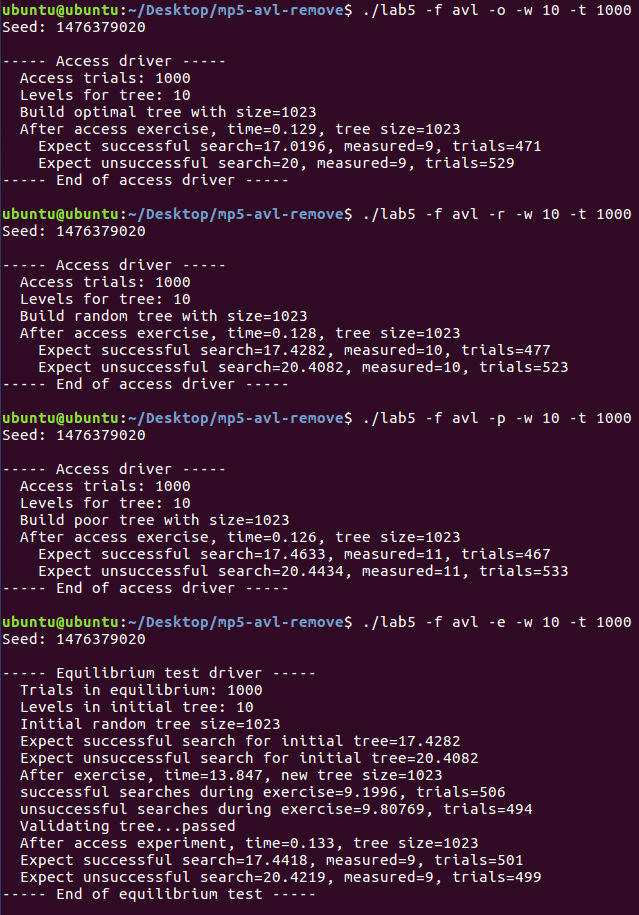 ubuntu@ubuntu:~/Desktop/mp5-avl-remove$ ./lab5 -f avl -o -w 10 -t 1000
Seed: 1476379020
----- Access driver -----
Access trials: 1000
Levels for tree: 10
Build optimal tree with size=1023
After access exercise, time=0.129, tree size=1023
Expect successful search=17.0196, measured=9, trials=471
Expect unsuccessful search=20, measured=9, trials=529
----- End of access driver -----
ubuntu@ubuntu:~/Desktop/mp5-avl-remove$ ./lab5 -f avl -r -w 10 -t 1000
Seed: 1476379020
----- Access driver -----
Access trials: 1000
Levels for tree: 10
Build random tree with size=1023
After access exercise, time=0.128, tree size=1023
Expect successful search=17.4282, measured=10, trials=477
Expect unsuccessful search=20.4082, measured=10, trials=523
----- End of access driver -----
ubuntu@ubuntu:~/Desktop/mp5-avl-remove$ ./lab5 -f avl -p -w 10 -t 1000
Seed: 1476379020
----- Access driver -----
Access trials: 1000
Levels for tree: 10
Build poor tree with size=1023
After access exercise, time=0.126, tree size=1023
Expect successful search=17.4633, measured=11, trials=467
Expect unsuccessful search=20.4434, measured=11, trials=533
----- End of access driver -----
ubuntu@ubuntu:~/Desktop/mp5-avl-remove$ ./lab5 -f avl -e -w 10 -t 1000
Seed: 1476379020
----- Equilibrium test driver -----
Trials in equilibrium: 1000
Levels in initial tree: 10
Initial random tree size=1023
Expect successful search for initial tree=17.4282
Expect unsuccessful search for initial tree=20.4082
After exercise, time=13.847, new tree size=1023
successful searches during exercise=9.1996, trials=506
unsuccessful searches during exercise=9.80769, trials=494
Validating tree...passed
After access experiment, time=0.133, tree size=1023
Expect successful search=17.4418, measured=9, trials=501
Expect unsuccessful search=20.4219, measured=9, trials=499
----- End of equilibrium test -----